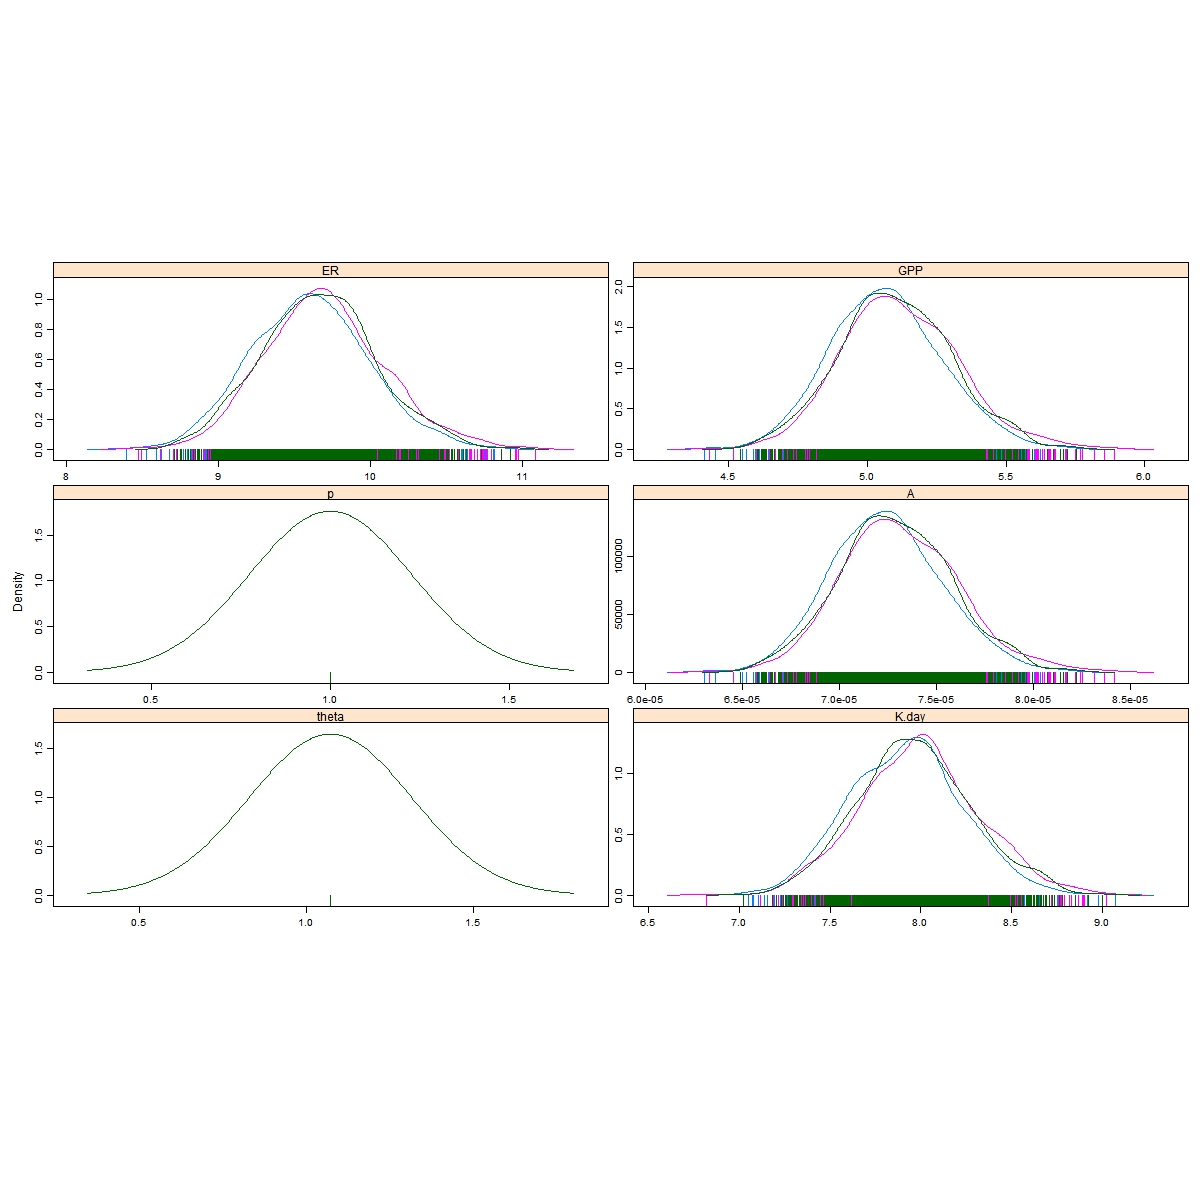 ER
GPP
0.0 0.2 0.4 0.6 0.8 1.0
0.0 0.5 1.0 1.5 2.0
8 9 10 11
4.5 5.0 5.5 6.0
p
A
Density
0.0 0.5 1.0 1.5
0 50000 100000
0.5 1.0 1.5
6.0e-05 6.5e-05 7.0e-05 7.5e-05 8.0e-05 8.5e-05
theta
K.day
0.0 0.5 1.0 1.5
0.0 0.5 1.0
0.5 1.0 1.5
6.5 7.0 7.5 8.0 8.5 9.0